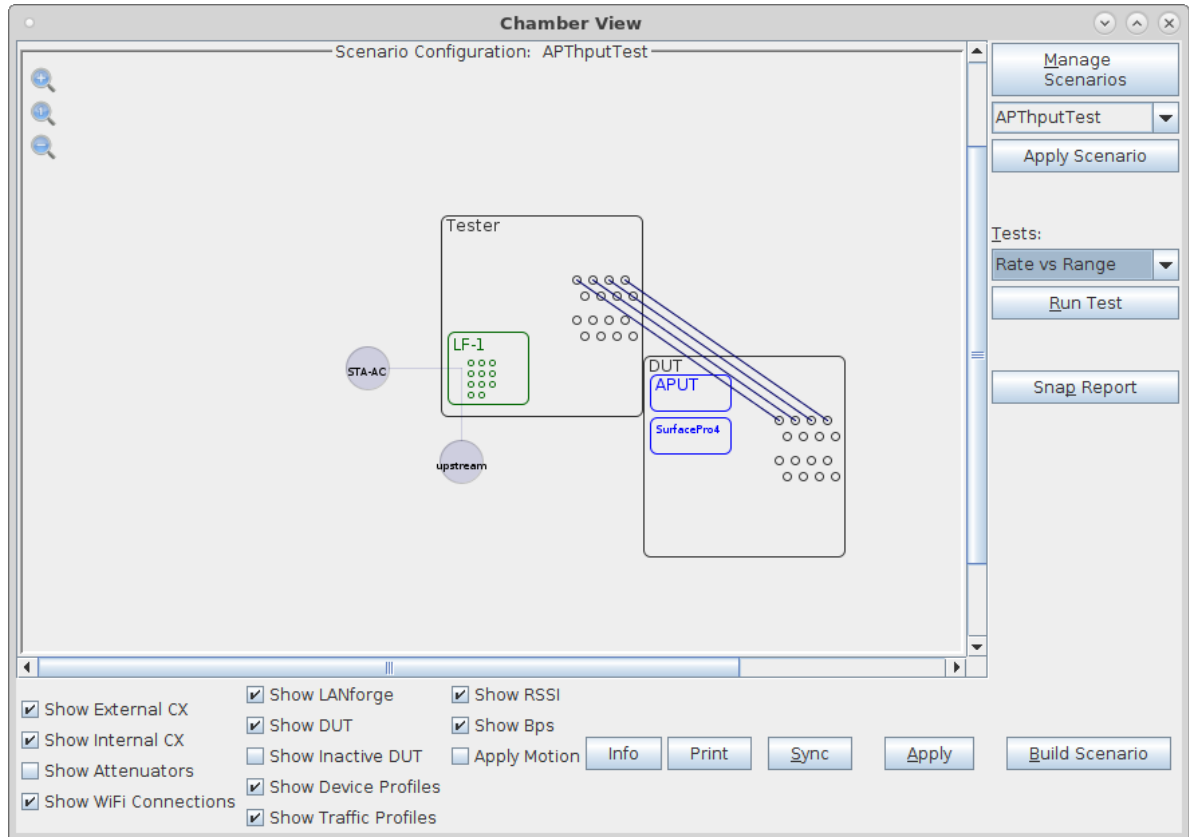 Chamber View
Scenario Configuration: APThputTest
Manage
Scenarios
APThputTest
Apply Scenario
Tests:
Rate vs Range
Run Test
Snap Report
Tester
LF-1
STA-AC
upstream
DUT
APUT
SurfacePro4
Show External CX
Show Internal CX
Show Attenuators
Show WiFi Connections
Show LANforge
Show DUT
Show Inactive DUT
Show Device Profiles
Show Traffic Profiles
Show RSSI
Show Bps
Apply Motion
Info
Print
Sync
Apply
Build Scenario